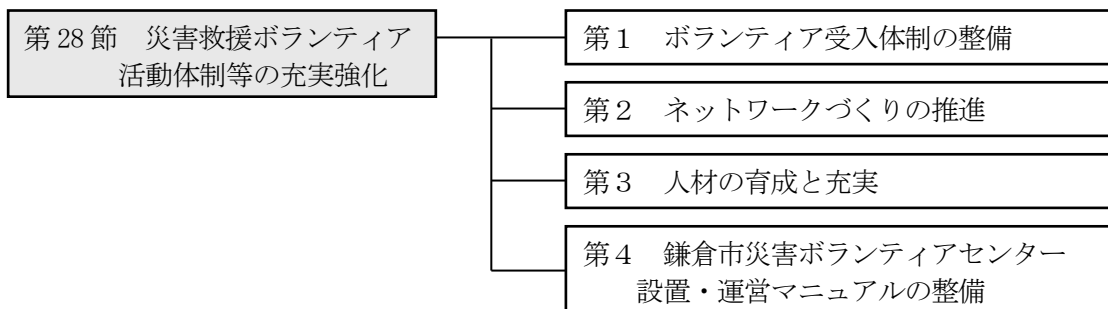 第28節　災害救援ボランティア
活動体制等の充実強化
第１　ボランティア受入体制の整備
第２　ネットワークづくりの推進
第３　人材の育成と充実
第４　鎌倉市災害ボランティアセンター
設置・運営マニュアルの整備